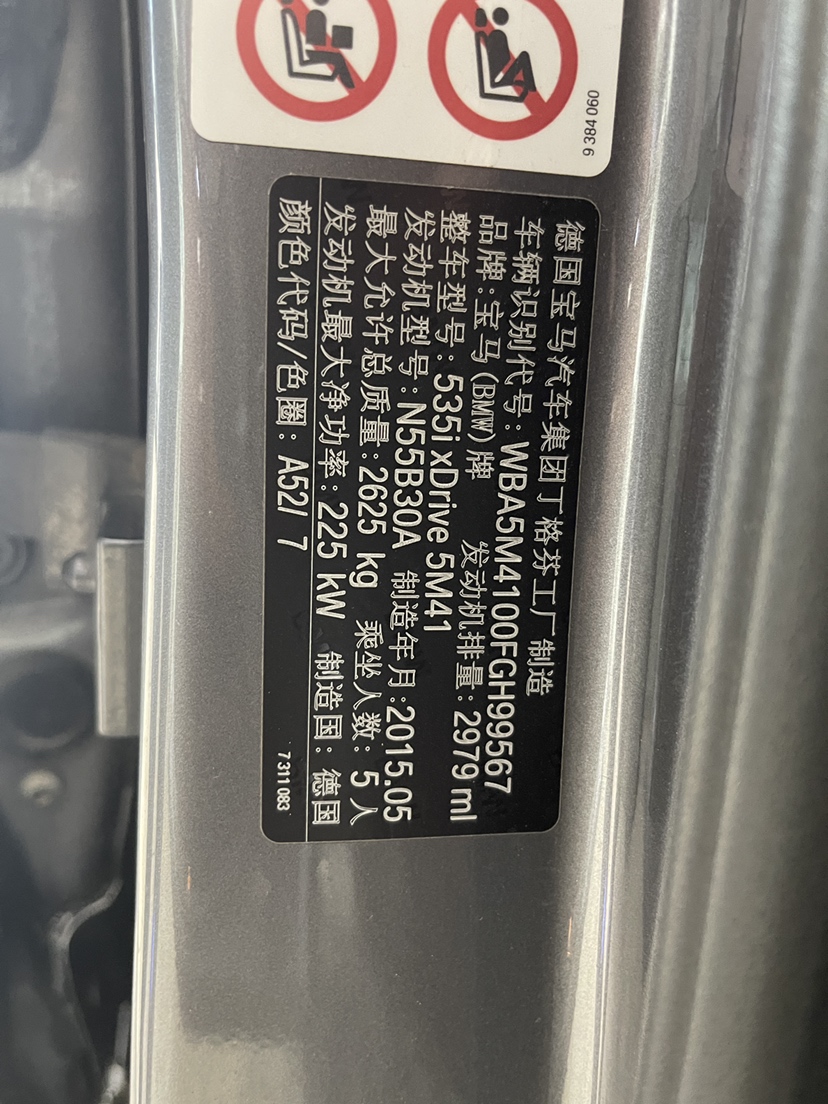 9 384 060
德国宝马汽车集团丁格芬工厂制造
车辆识别代号: WBA5M4100FGH99567
品牌:宝马(BMW)牌 发动机排量: 2979 ml
整车型号: 535i xDrive 5M41
发动机型号: N55B30A 制造年月:2015.05
最大允许总质量:2625 kg 乘坐人数: 5 人
发动机最大净功率: 225 kW 制造国: 德国
颜色代码/色圈: A52/ 7
7 311 083